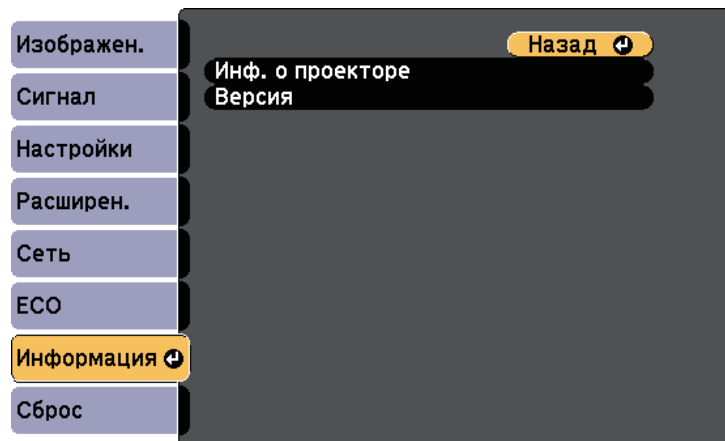 Изображен.
Сигнал
Настройки
Расширен.
Сеть
ECO
Информация
Сброс
Назад
Инф. о проекторе
Версия